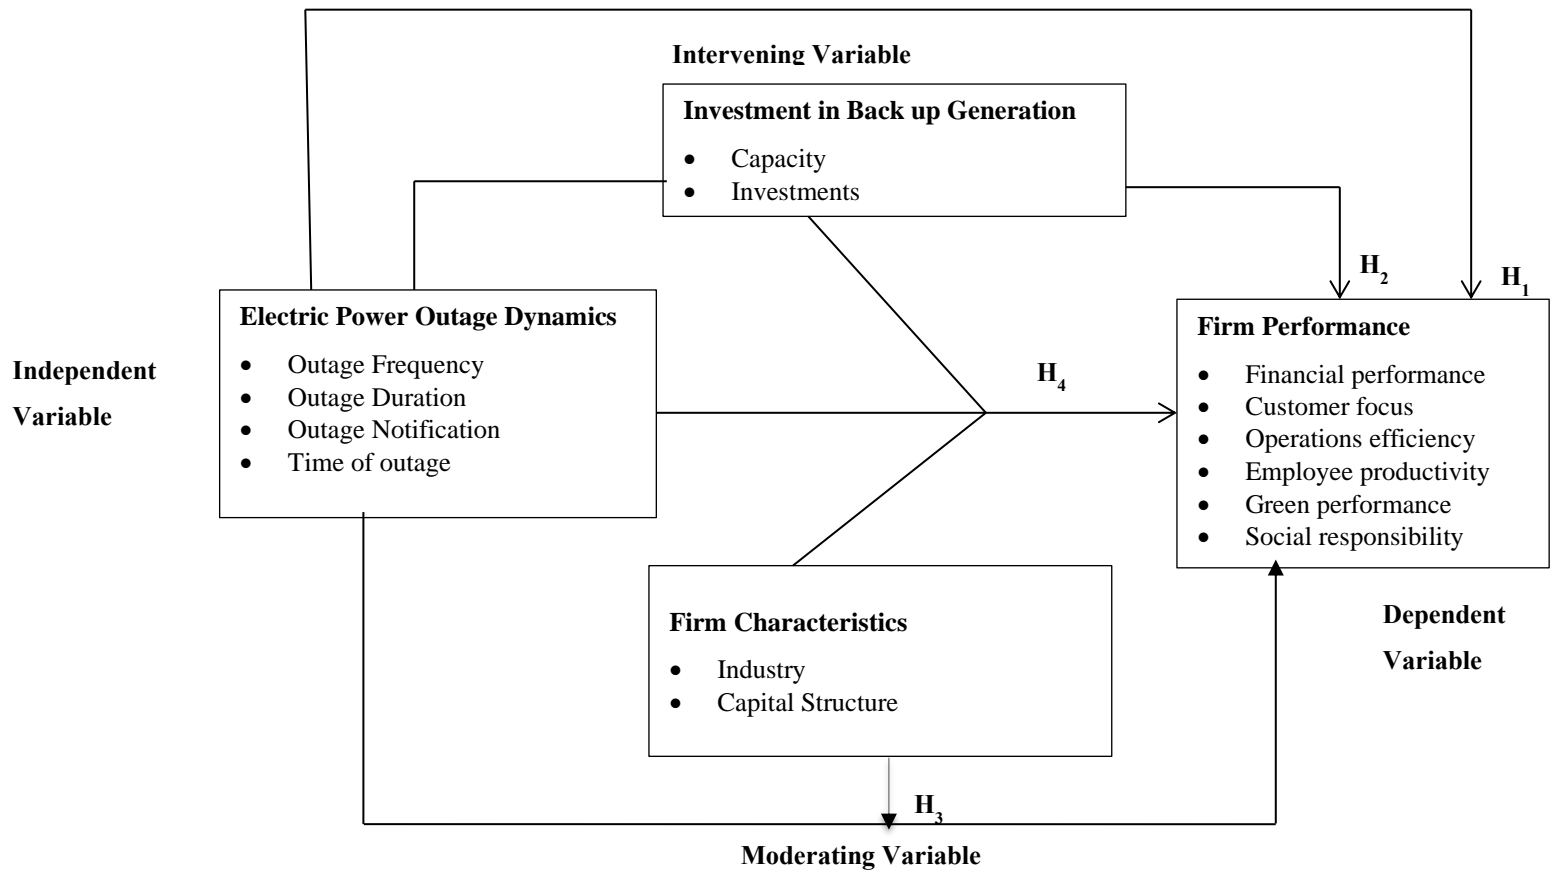 Intervening Variable
Investment in Back up Generation
• Capacity
• Investments
H2
H1
Electric Power Outage Dynamics
• Outage Frequency
• Outage Duration
• Outage Notification
• Time of outage
Independent
Variable
H4
Firm Performance
• Financial performance
• Customer focus
• Operations efficiency
• Employee productivity
• Green performance
• Social responsibility
Firm Characteristics
• Industry
• Capital Structure
Dependent
Variable
H3
Moderating Variable